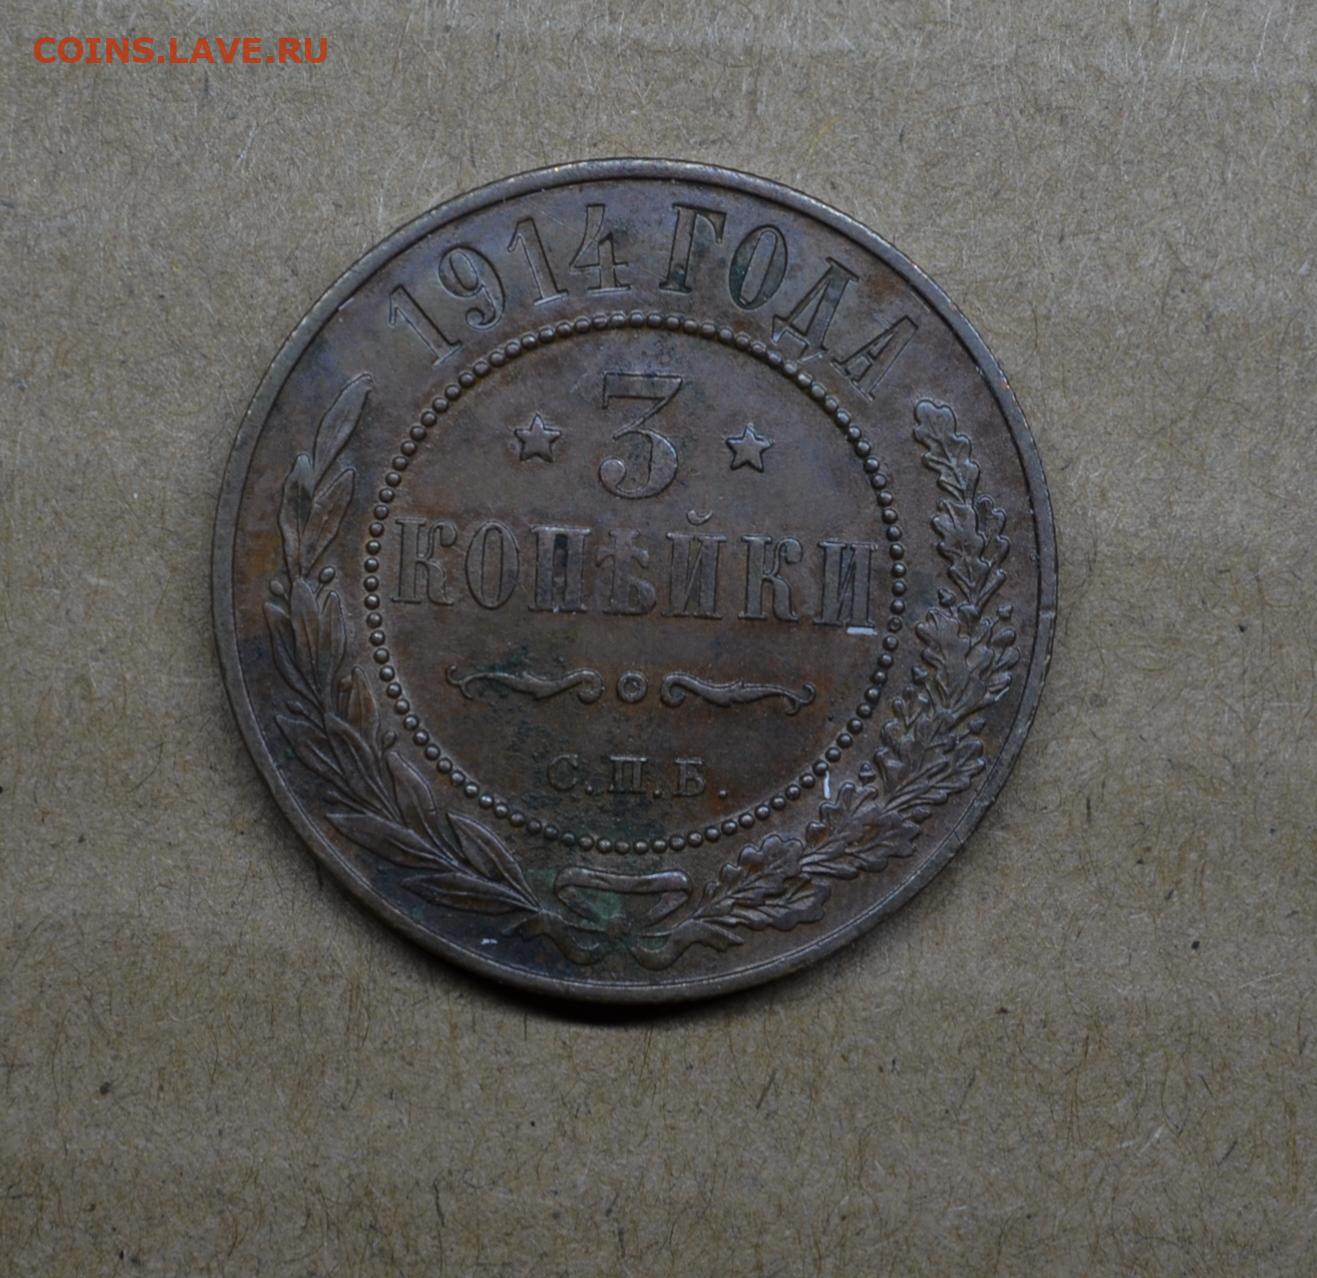 COINS.LAVE.RU
1914 ГОДА
3
КОПѢЙКИ
С.П.Б.